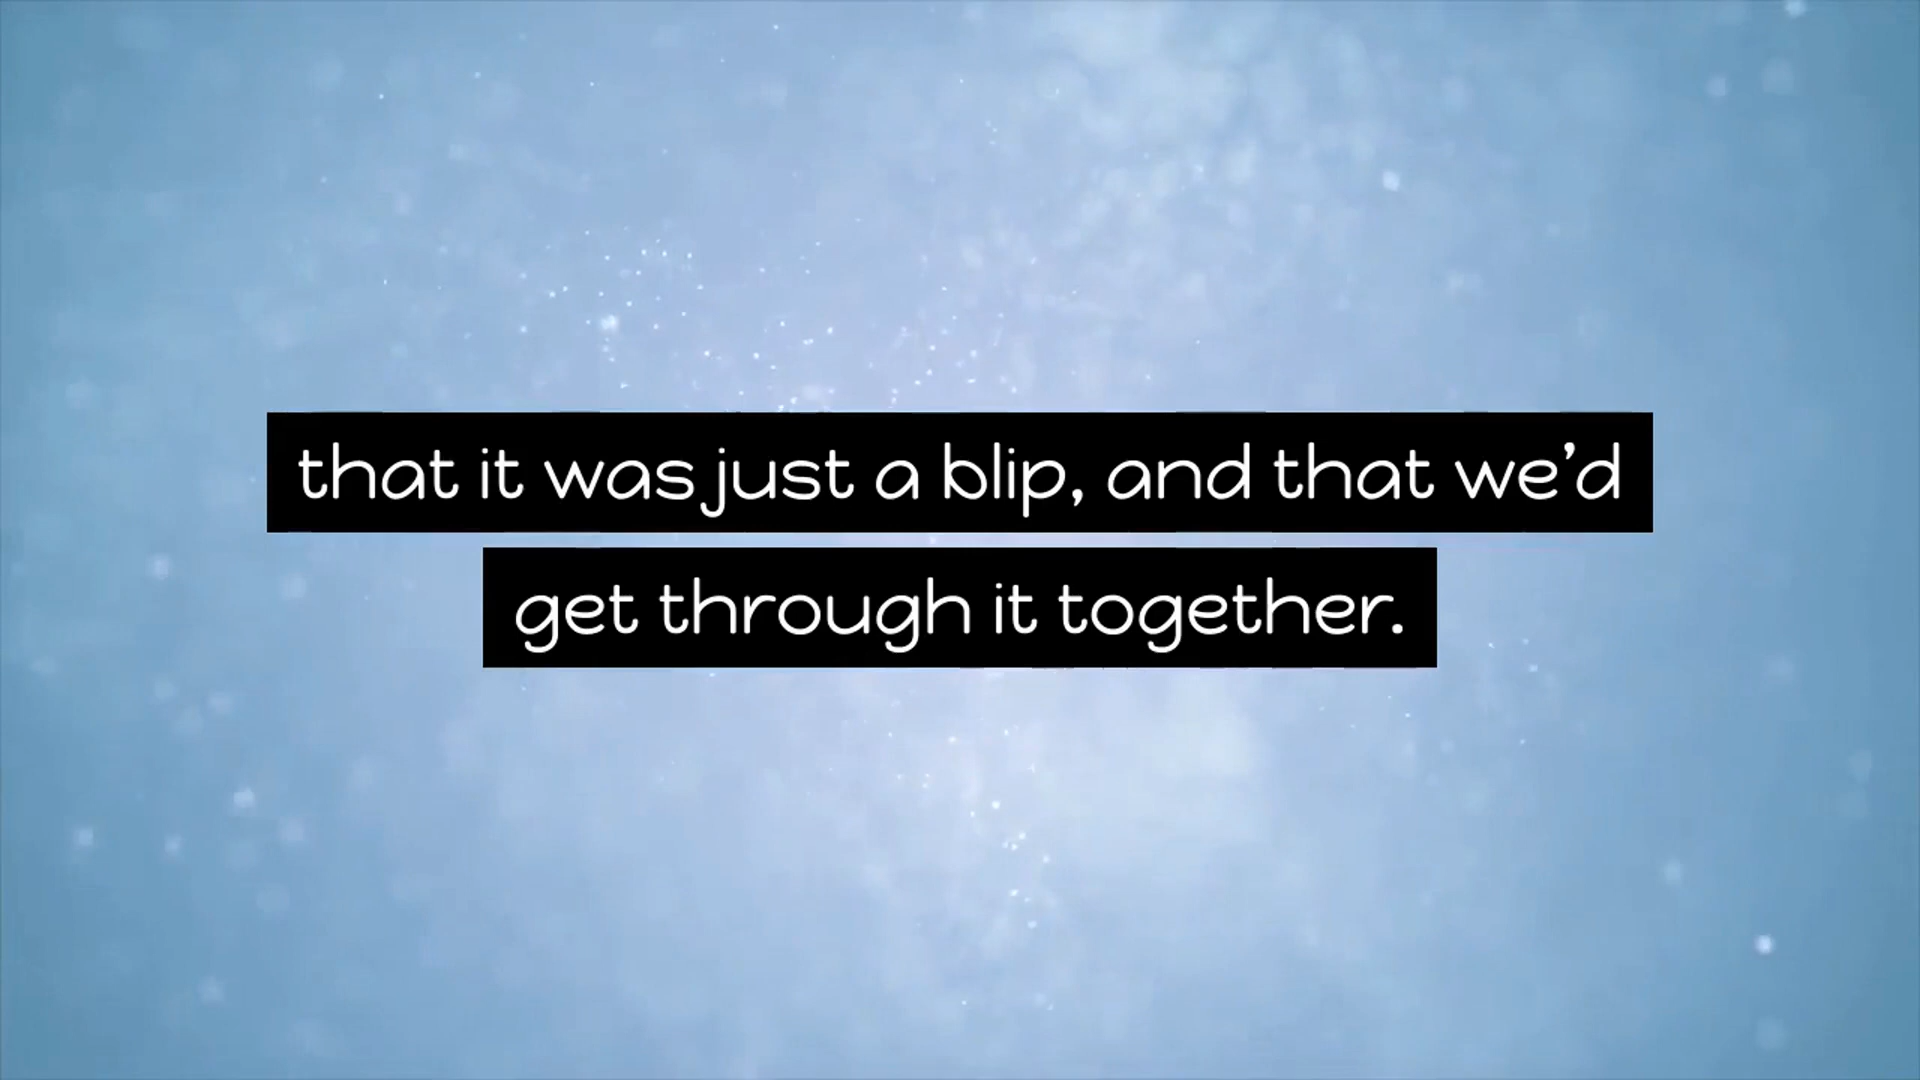 that it was just a blip, and that we’d
get through it together.